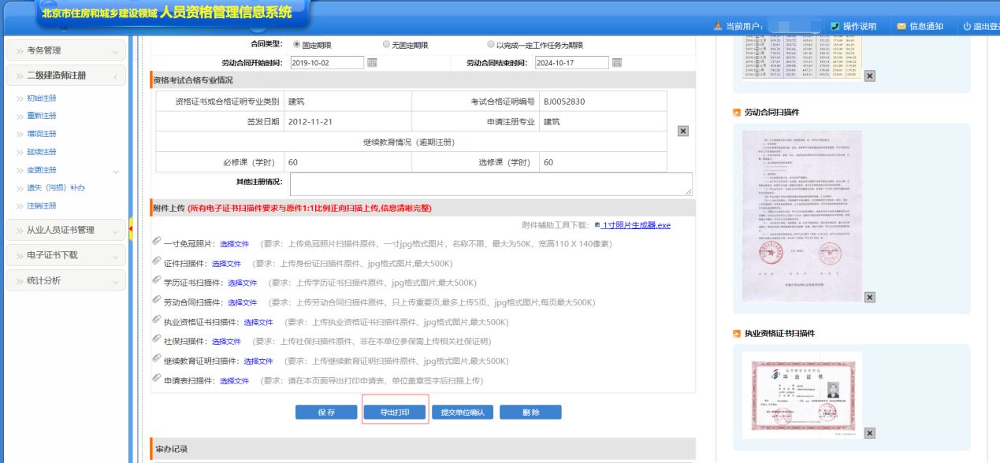 北京市住房和城乡建设领域 人员资格管理信息系统
当前用户： 操作说明 信息通知 退出登
考务管理
二级建造师注册
初始注册
重新注册
增项注册
延续注册
变更注册
遗失（污损）补办
注销注册
从业人员证书管理
电子证书下载
统计分析
合同类型： 固定期限 无固定期限 以完成一定工作任务为期限
劳动合同开始时间： 2019-10-02 劳动合同结束时间： 2024-10-17
资格考试合格专业情况
资格证书或合格证明专业类别 建筑 考试合格证明编号 BJ0052830
签发日期 2012-11-21 申请注册专业 建筑
继续教育情况（逾期注册）
必修课（学时） 60 选修课（学时） 60
其他注册情况：
附件上传 (所有电子证书扫描件要求与原件1:1比例正向扫描上传,信息清晰完整)
附件辅助工具下载： 1寸照片生成器.exe
一寸免冠照片： 选择文件 （要求：上传免冠照片扫描件原件、一寸jpg格式图片，名称不限，最大为50K，宽高110 X 140像素）
证件扫描件： 选择文件 （要求：上传身份证扫描件原件、jpg格式图片,最大500K）
学历证书扫描件： 选择文件 （要求：上传学历证书扫描件原件、jpg格式图片,最大500K）
劳动合同扫描件： 选择文件 （要求：上传劳动合同扫描件原件、只上传重要页,最多上传5页、jpg格式图片,每页最大500K）
执业资格证书扫描件： 选择文件 （要求：上传执业资格证书扫描件原件、jpg格式图片,最大500K）
社保扫描件： 选择文件 （要求：上传社保扫描件原件、非在本单位参保需上传相关社保证明）
继续教育证明扫描件： 选择文件 （要求：上传继续教育证明扫描件原件、jpg格式图片,最大500K）
申请表扫描件： 选择文件 （要求：请在本页面导出打印申请表，单位盖章签字后扫描上传）
保 存 导出打印 提交单位确认 删 除
审办记录
劳动合同扫描件
执业资格证书扫描件
毕 业 证 书